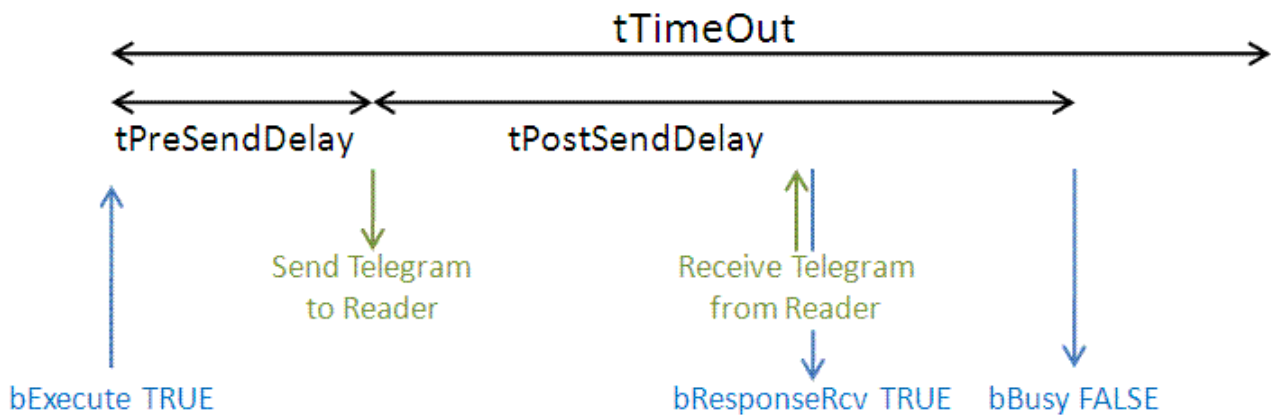 tTimeOut
tPreSendDelay
tPostSendDelay
Send Telegram
to Reader
Receive Telegram
from Reader
bExecute TRUE
bResponseRcv TRUE
bBusy FALSE